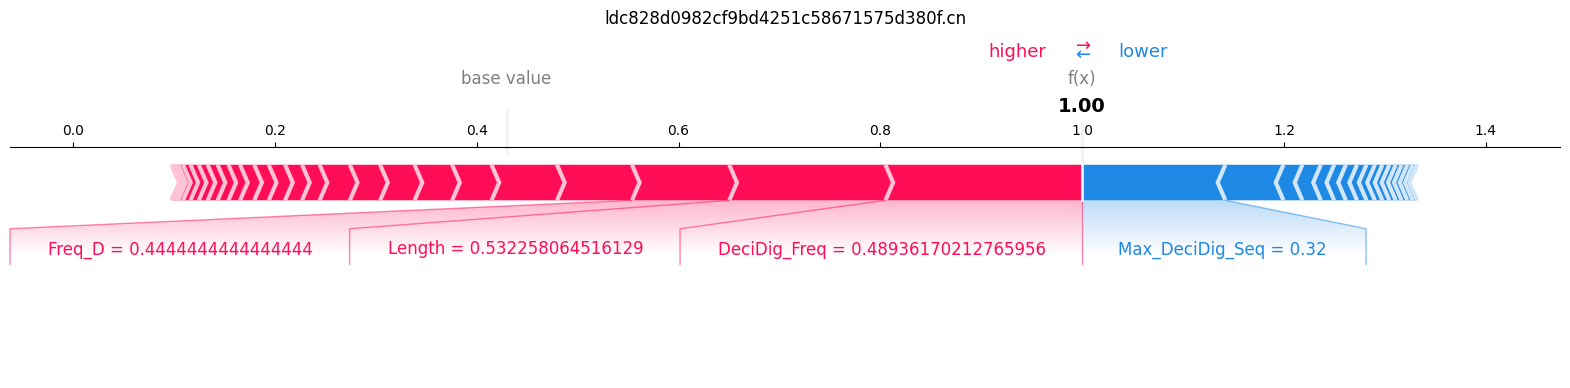 ldc828d0982cf9bd4251c58671575d380f.cn
higher ⇄ lower
base value f(x)
1.00
0.0 0.2 0.4 0.6 0.8 1.0 1.2 1.4
Freq_D = 0.4444444444444444 Length = 0.532258064516129 DeciDig_Freq = 0.48936170212765956 Max_DeciDig_Seq = 0.32